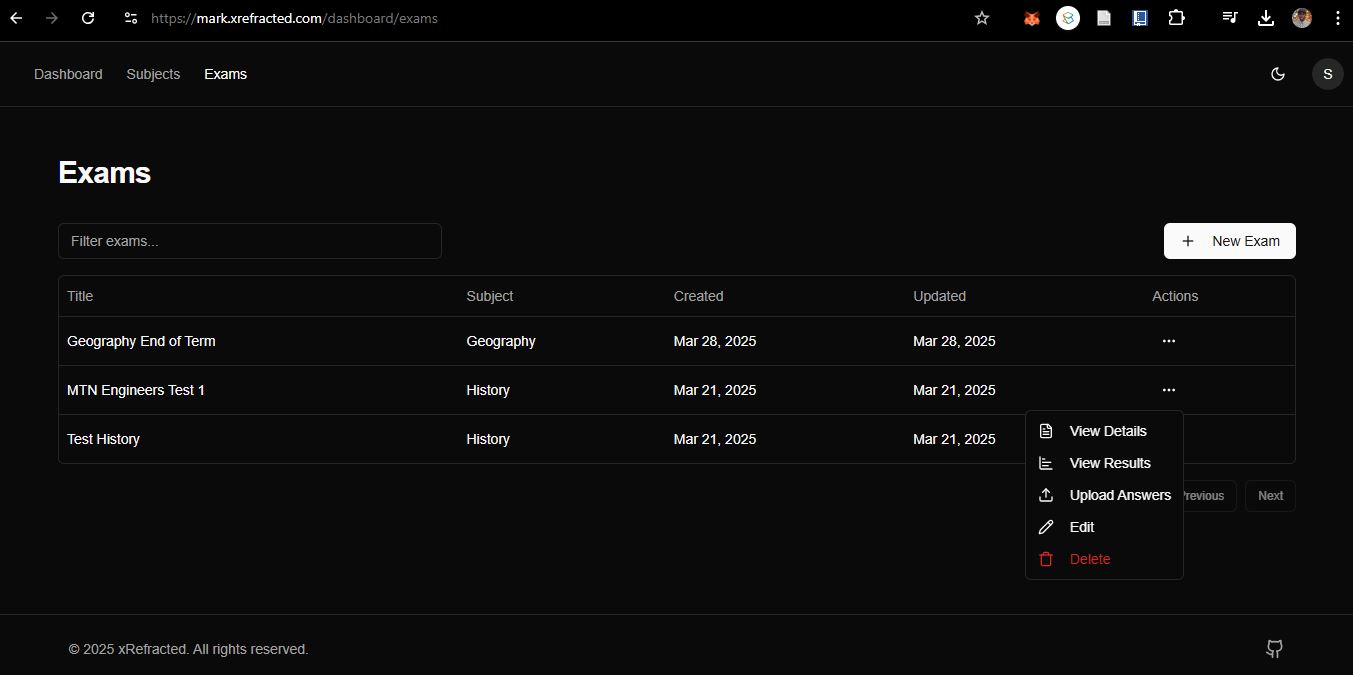 https://mark.xrefracted.com/dashboard/exams
Dashboard Subjects Exams
S
Exams
Filter exams...
+ New Exam
Title Subject Created Updated Actions
Geography End of Term Geography Mar 28, 2025 Mar 28, 2025 ...
MTN Engineers Test 1 History Mar 21, 2025 Mar 21, 2025 ...
Test History History Mar 21, 2025 Mar 21, 2025
View Details
View Results
Upload Answers
Edit
Delete
revious Next
© 2025 xRefracted. All rights reserved.